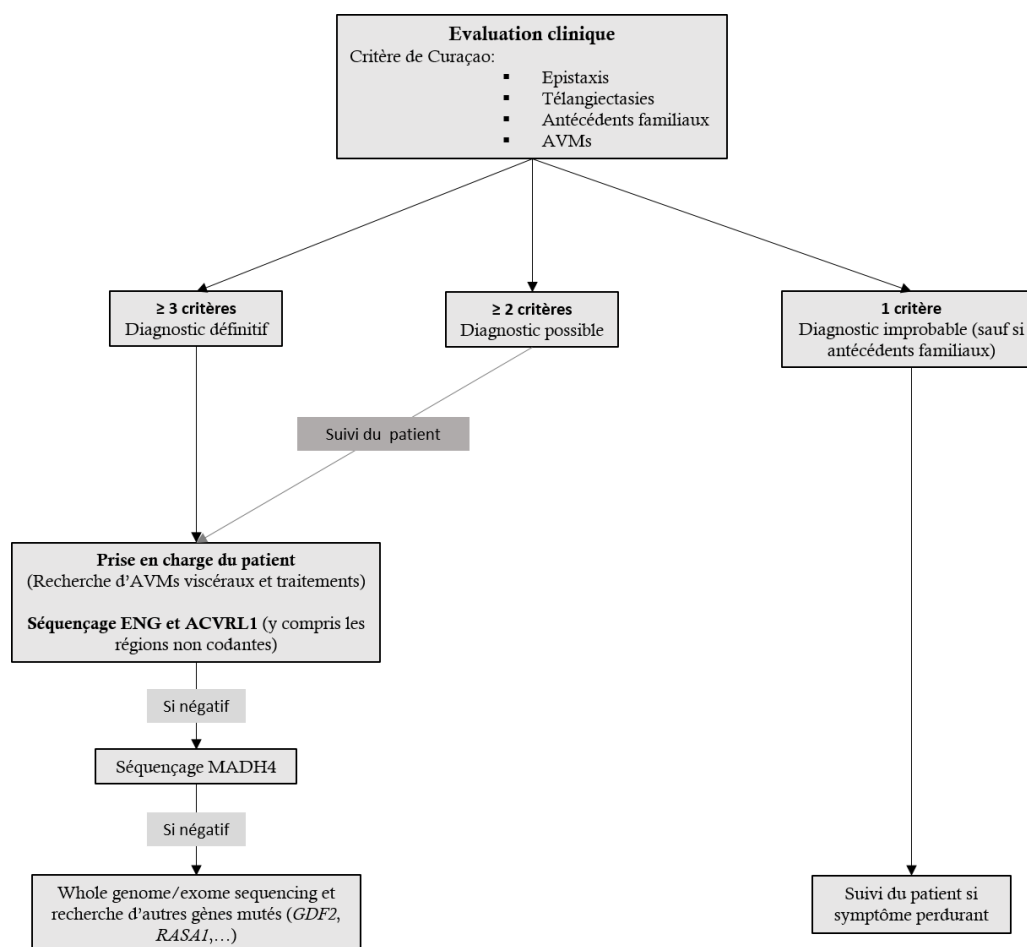 Evaluation clinique
Critère de Curaçao:
▪ Epistaxis
▪ Télangiectasies
▪ Antécédents familiaux
▪ AVMs
≥ 3 critères
Diagnostic définitif
≥ 2 critères
Diagnostic possible
1 critère
Diagnostic improbable (sauf si
antécédents familiaux)
Suivi du patient
Prise en charge du patient
(Recherche d'AVMs viscéraux et traitements)
Séquençage ENG et ACVRL1 (y compris les
régions non codantes)
Si négatif
Séquençage MADH4
Si négatif
Whole genome/exome sequencing et
recherche d'autres gènes mutés (GDF2,
RASA1,...)
Suivi du patient si
symptôme perdurant